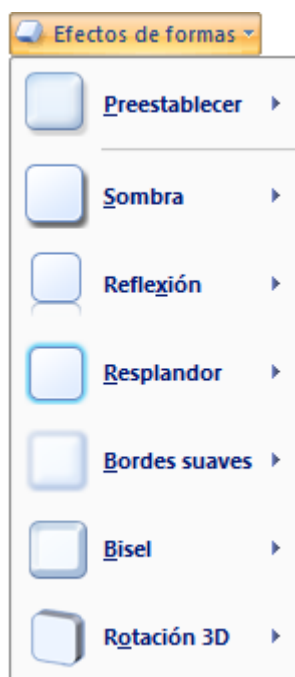 Efectos de formas
Preestablecer
Sombra
Reflexión
Resplandor
Bordes suaves
Bisel
Rotación 3D